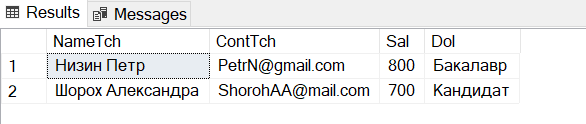 Results Messages
NameTch ContTch Sal Dol
1 Низин Петр PetrN@gmail.com 800 Бакалавр
2 Шорох Александра ShorohAA@mail.com 700 Кандидат